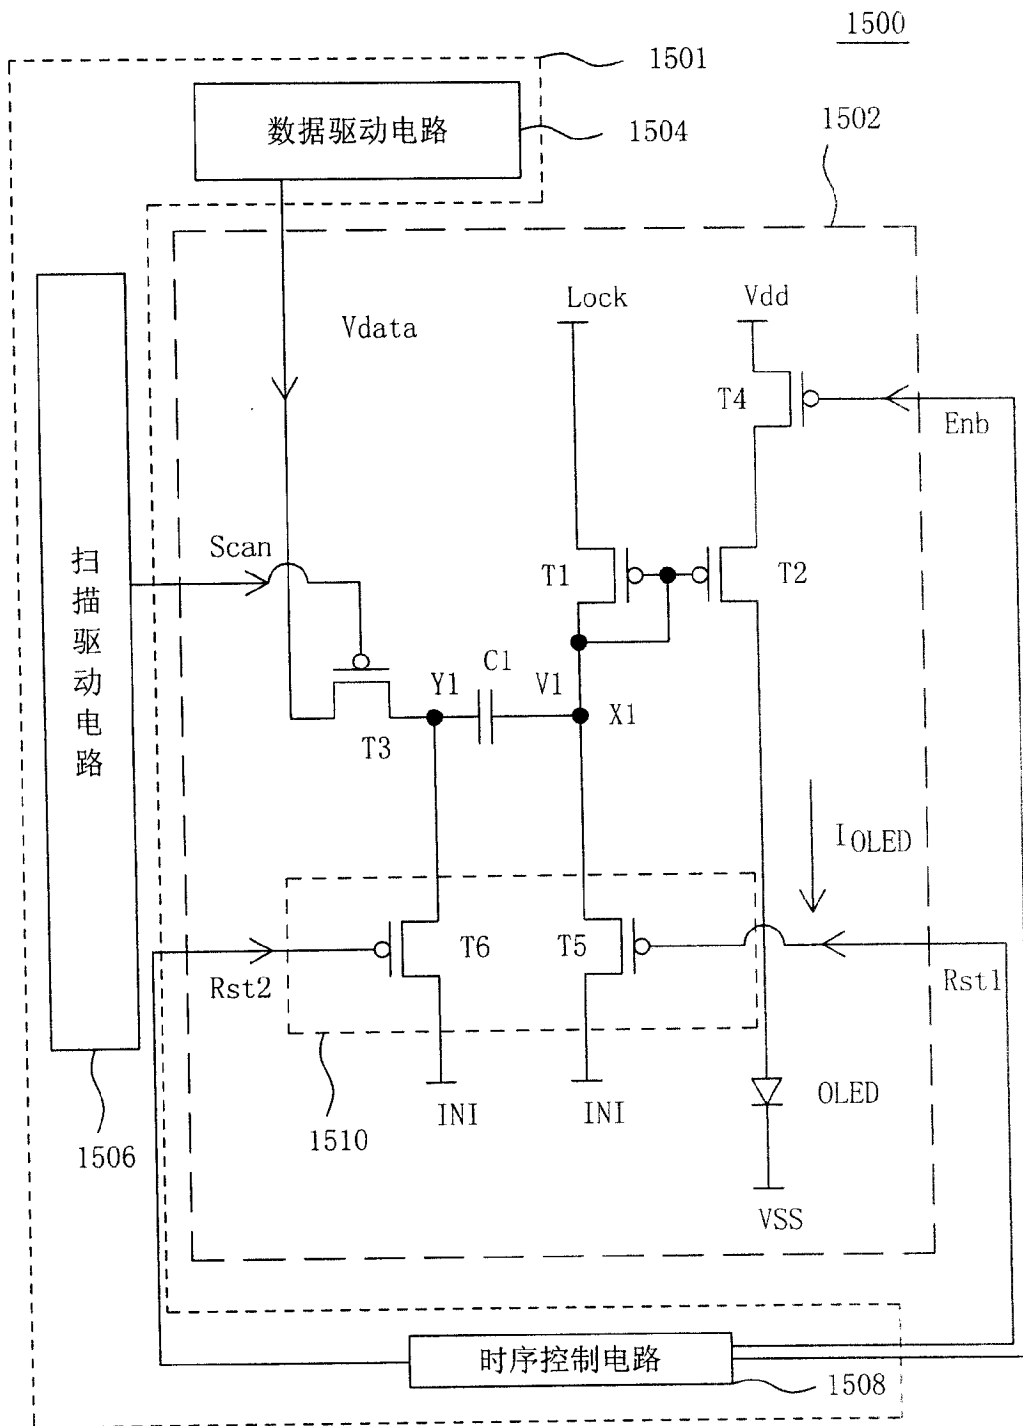 1500
1501
数据驱动电路
1504
1502
Lock
Vdd
Vdata
T4
Enb
Scan
T1
T2
扫描驱动电路
C1
Y1
V1
X1
T3
IOLED
T6
T5
Rst2
Rst1
OLED
INI
INI
1510
1506
VSS
时序控制电路
1508